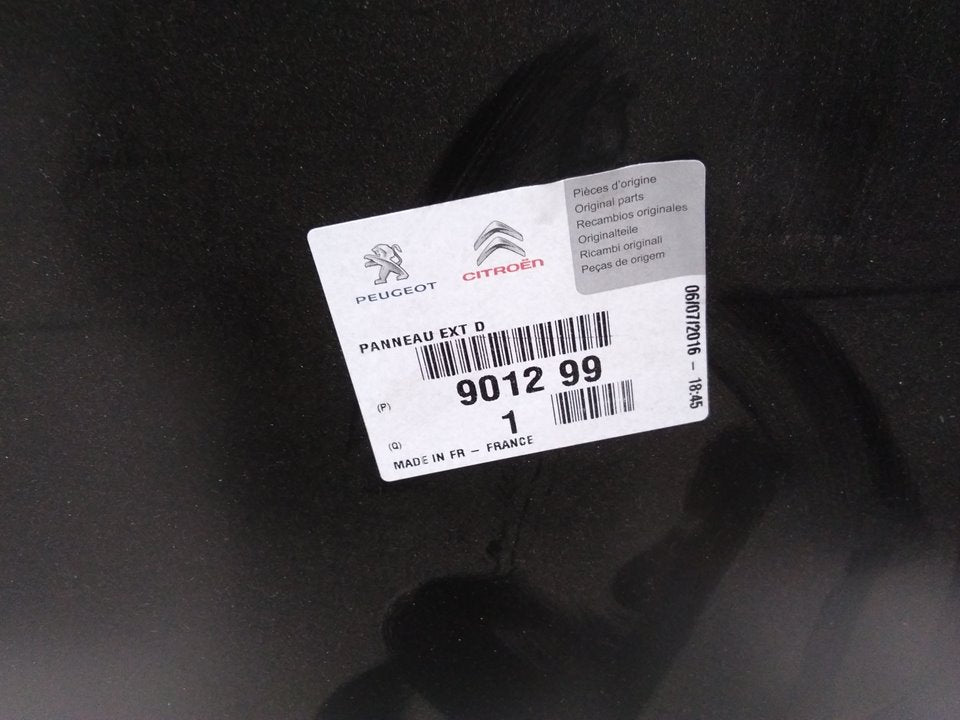 PEUGEOT
CITROËN
Pièces d'origine
Original parts
Recambios originales
Originalteile
Ricambi originali
Peças de origem
PANNEAU EXT D
(P) 9012 99
(Q) 1
MADE IN FR – FRANCE
06/07/2016 – 18:45